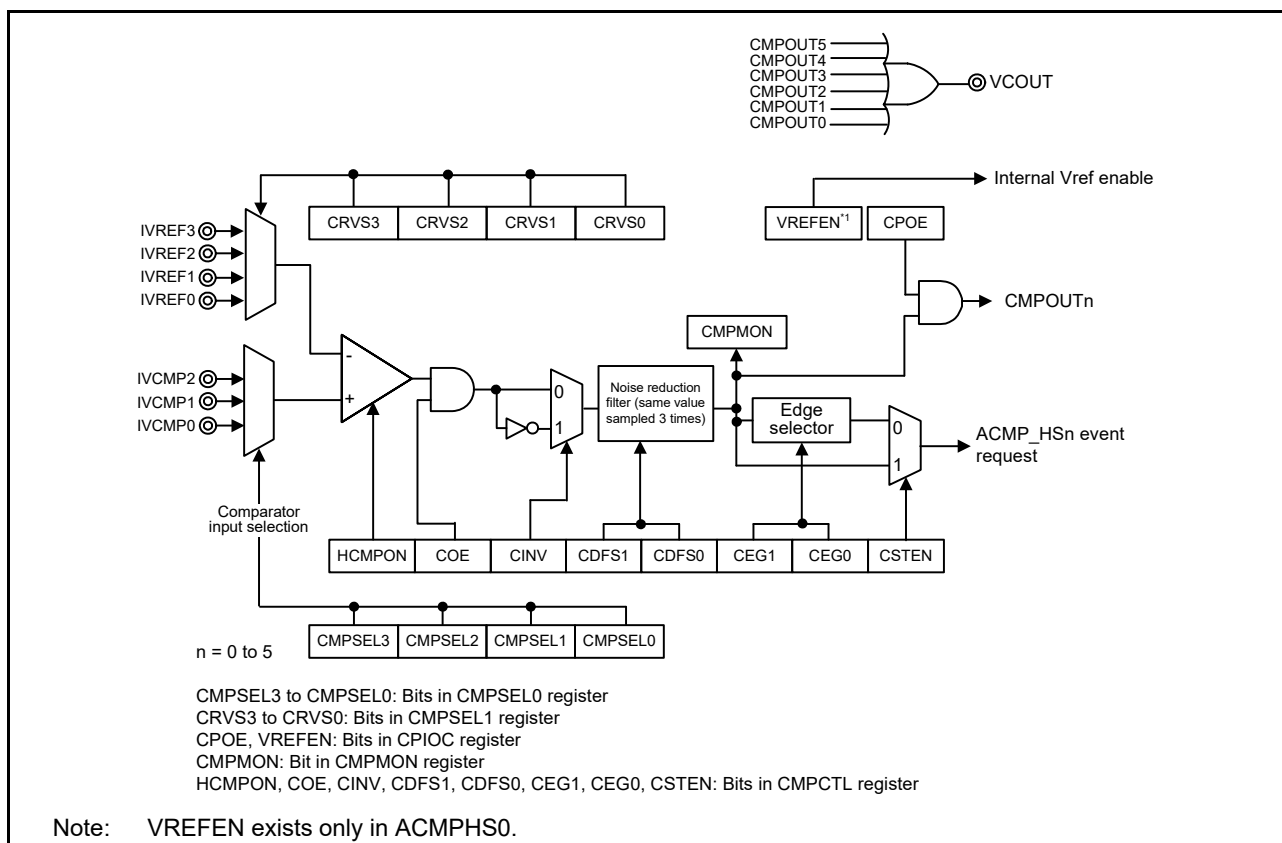 CMPOUT5
CMPOUT4
CMPOUT3
CMPOUT2
CMPOUT1
CMPOUT0
VCOUT
Internal Vref enable
CRVS3 CRVS2 CRVS1 CRVS0
VREFEN*1 CPOE
IVREF3
IVREF2
IVREF1
IVREF0
CMPOUTn
CMPMON
-
+
IVCMP2
IVCMP1
IVCMP0
0
1
Noise reduction
filter (same value
sampled 3 times)
Edge
selector
0
1
ACMP_HSn event
request
Comparator
input selection
HCMPON COE CINV CDFS1 CDFS0 CEG1 CEG0 CSTEN
CMPSEL3 CMPSEL2 CMPSEL1 CMPSEL0
n = 0 to 5
CMPSEL3 to CMPSEL0: Bits in CMPSEL0 register
CRVS3 to CRVS0: Bits in CMPSEL1 register
CPOE, VREFEN: Bits in CPIOC register
CMPMON: Bit in CMPMON register
HCMPON, COE, CINV, CDFS1, CDFS0, CEG1, CEG0, CSTEN: Bits in CMPCTL register
Note: VREFEN exists only in ACMPHS0.